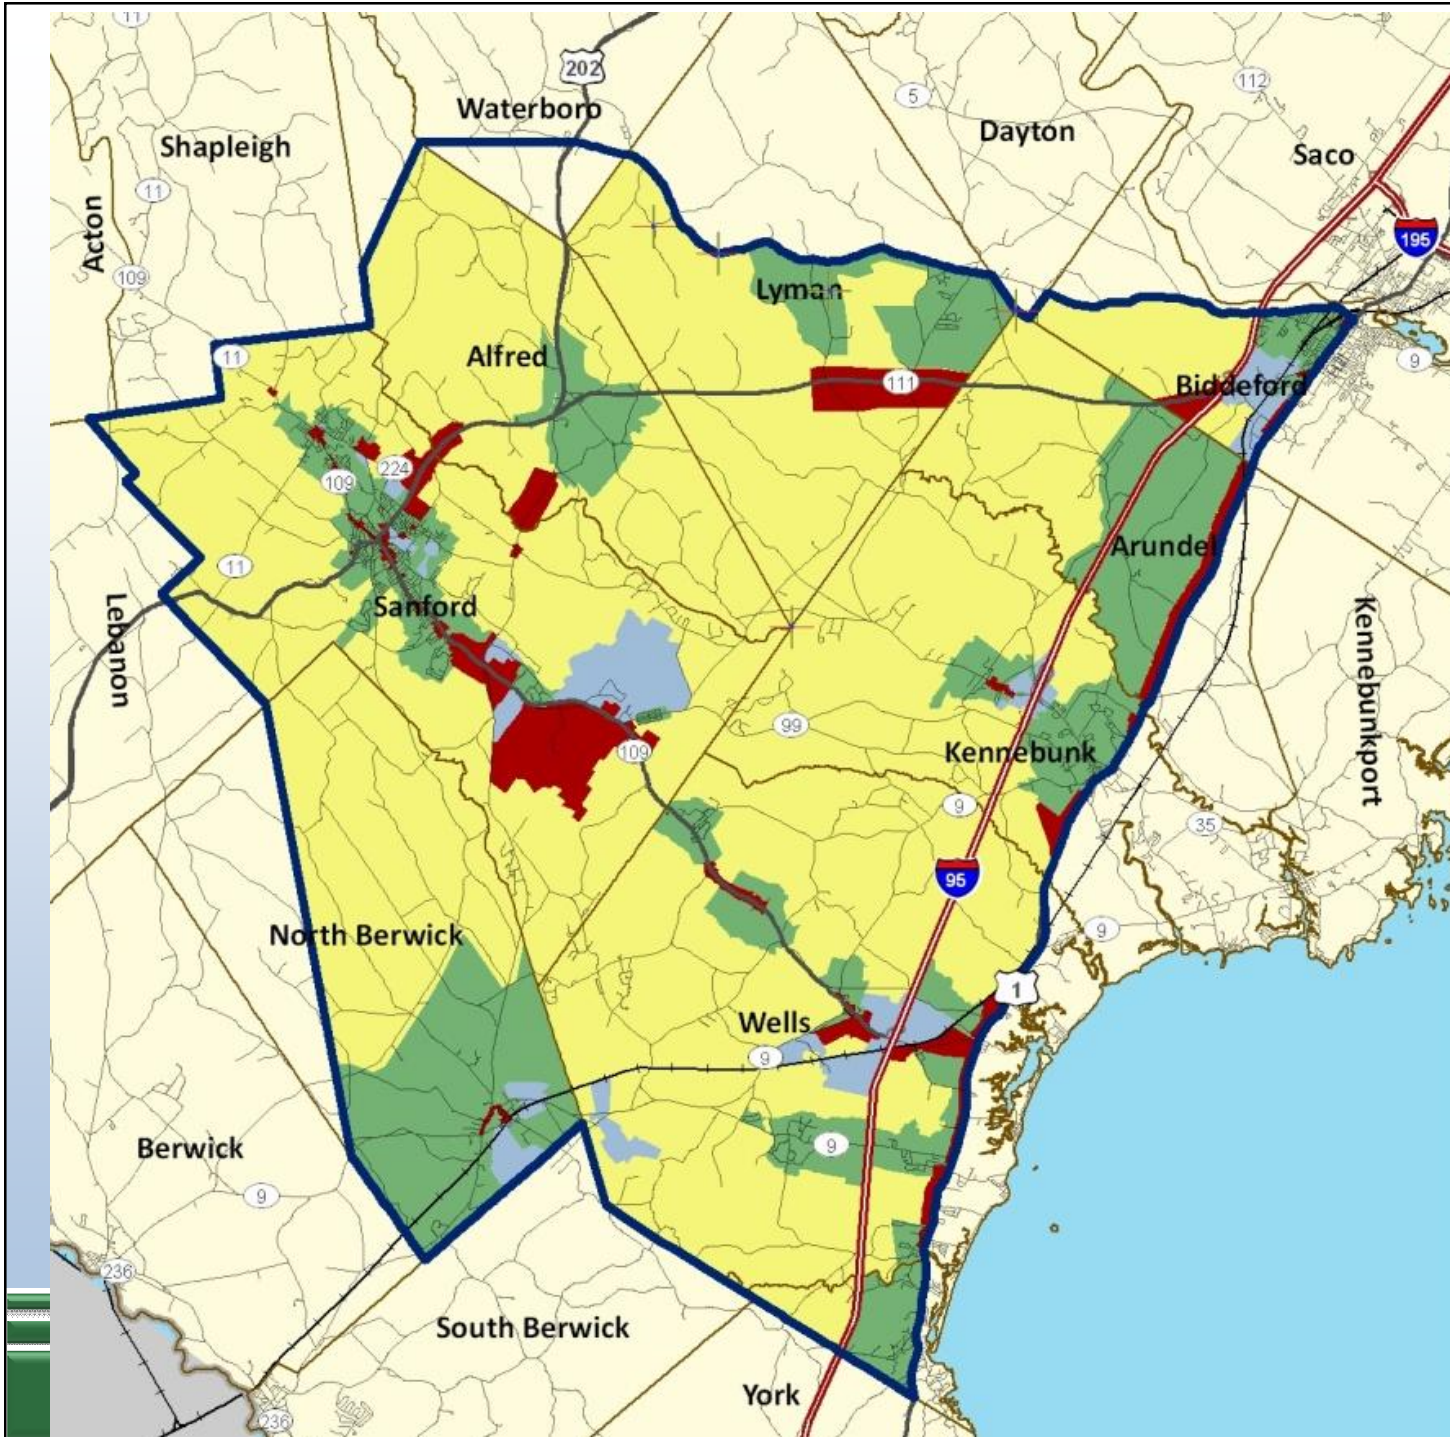 11
202
Waterboro
5
112
Dayton
Shapleigh
Saco
11
Acton
195
109
Lyman
11
Alfred
9
111
Biddeford
224
109
Arundel
11
Sanford
Lebanon
Kennebunkport
99
109
Kennebunk
9
35
95
North Berwick
9
1
Wells
9
9
Berwick
9
236
South Berwick
York
236